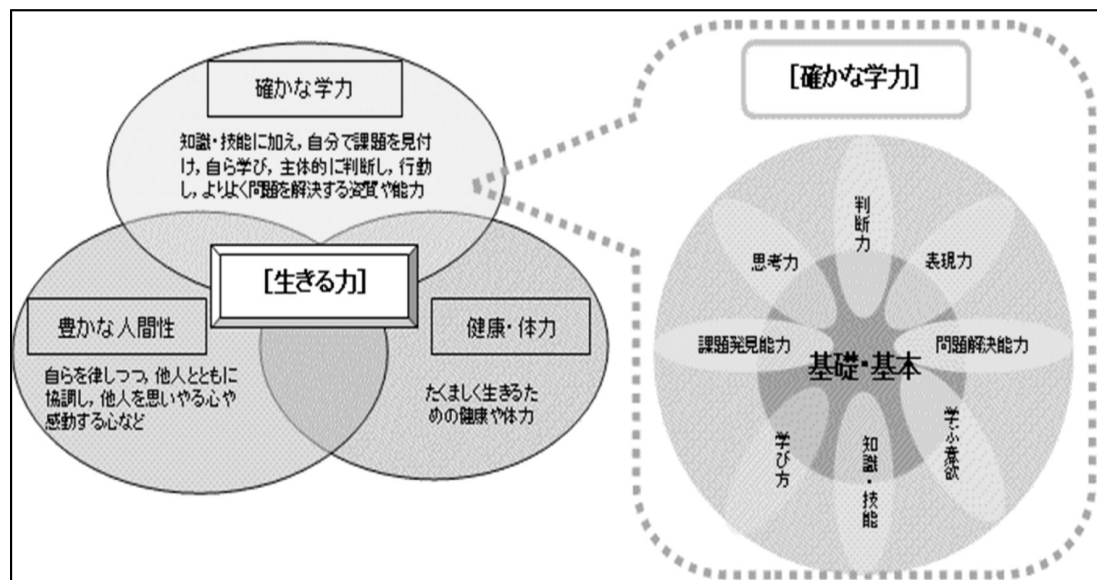 確かな学力
知識・技能に加え，自分で課題を見付
け，自ら学び，主体的に判断し，行動
し，よりよく問題を解決する資質や能力
[生きる力]
豊かな人間性
自らを律しつつ，他人とともに
協調し，他人を思いやる心や
感動する心など
健康・体力
たくましく生きるた
めの健康や体力
[確かな学力]
判断力
思考力
表現力
課題発見能力
問題解決能力
基礎・基本
学び方
知識・技能
学ぶ意欲